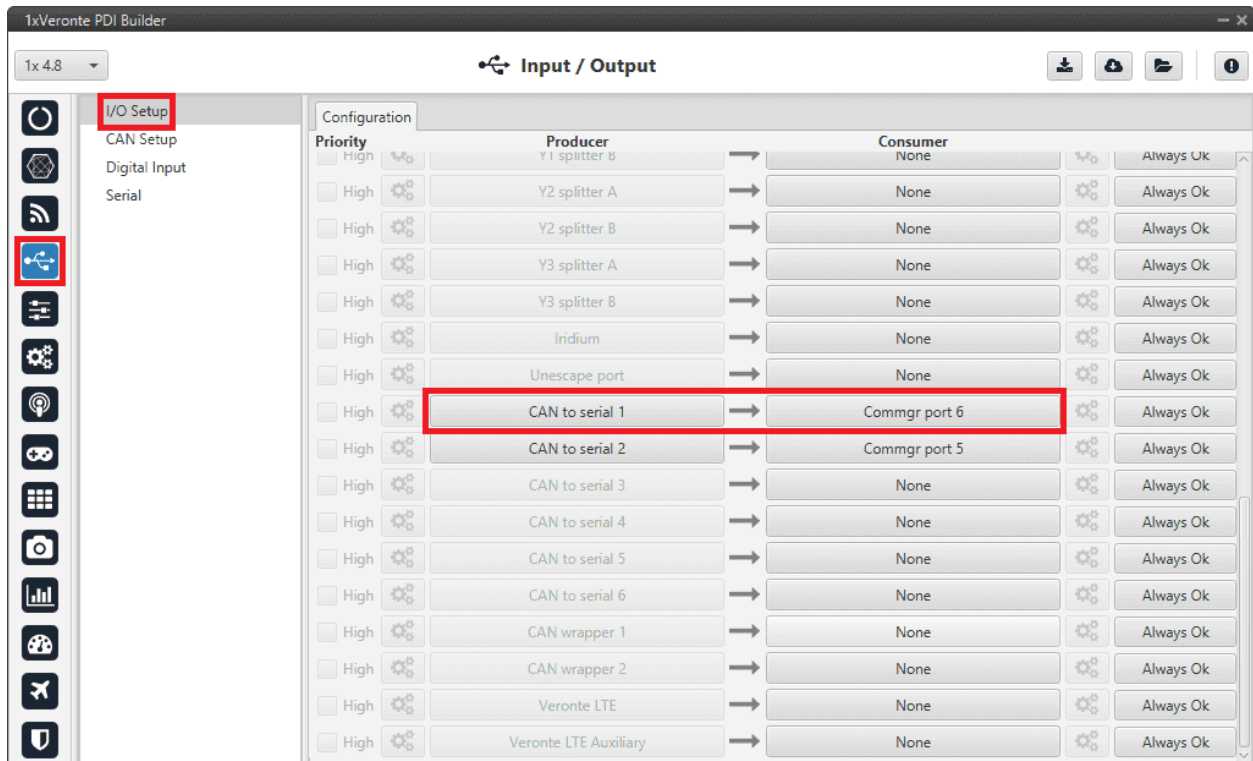 1xVeronte PDI Builder
1x 4.8
Input / Output
I/O Setup
CAN Setup
Digital Input
Serial
Configuration
Priority Producer Consumer
High Y1 splitter B None Always Ok
High Y2 splitter A None Always Ok
High Y2 splitter B None Always Ok
High Y3 splitter A None Always Ok
High Y3 splitter B None Always Ok
High Iridium None Always Ok
High Unescape port None Always Ok
High CAN to serial 1 Commgr port 6 Always Ok
High CAN to serial 2 Commgr port 5 Always Ok
High CAN to serial 3 None Always Ok
High CAN to serial 4 None Always Ok
High CAN to serial 5 None Always Ok
High CAN to serial 6 None Always Ok
High CAN wrapper 1 None Always Ok
High CAN wrapper 2 None Always Ok
High Veronte LTE None Always Ok
High Veronte LTE Auxiliary None Always Ok